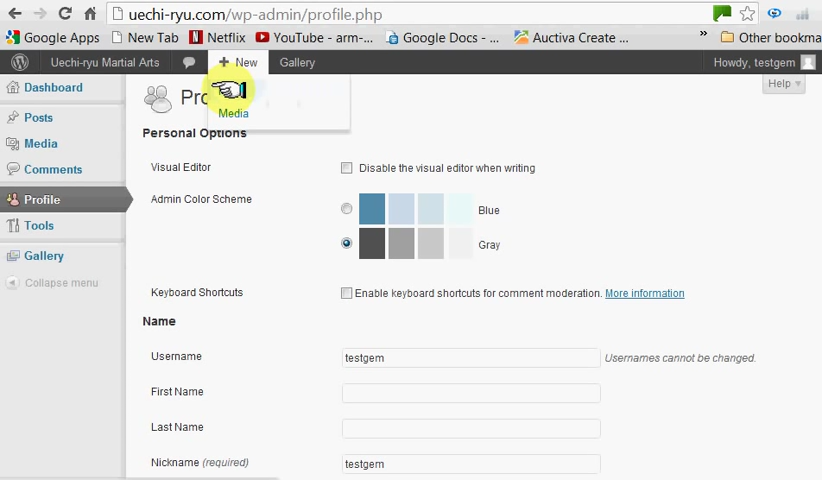 uechi-ryu.com/wp-admin/profile.php
Google Apps New Tab Netflix YouTube - arm-... Google Docs - ... Auctiva Create ... » Other bookma
Uechi-ryu Martial Arts + New Gallery Howdy, testgem
Dashboard
Help
Media
Posts
Media
Comments
Profile
Tools
Gallery
Collapse menu
Personal Options
Visual Editor Disable the visual editor when writing
Admin Color Scheme Blue
Gray
Keyboard Shortcuts Enable keyboard shortcuts for comment moderation. More information
Name
Username testgem Usernames cannot be changed.
First Name
Last Name
Nickname (required) testgem